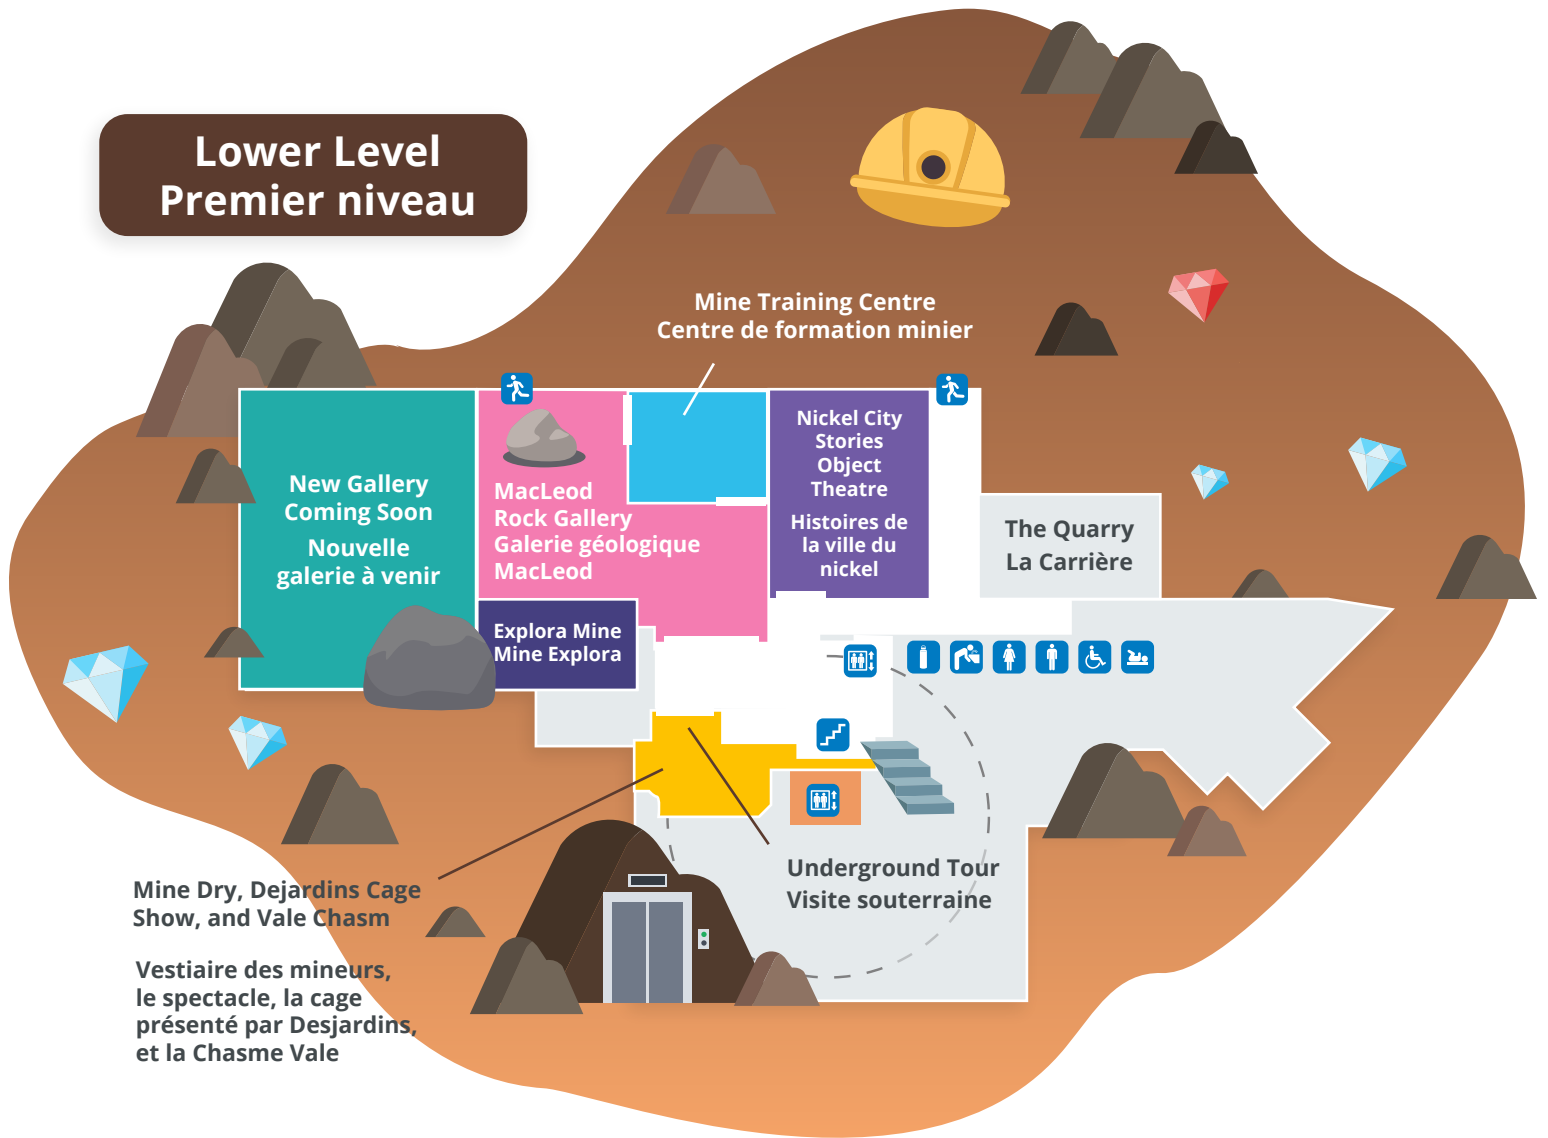 Lower Level
Premier niveau
Mine Training Centre
Centre de formation minier
New Gallery
Coming Soon
Nouvelle
galerie à venir
MacLeod
Rock Gallery
Galerie géologique
MacLeod
Nickel City
Stories
Object
Theatre
Histoires de
la ville du
nickel
The Quarry
La Carrière
Explora Mine
Mine Explora
Underground Tour
Visite souterraine
Mine Dry, Dejardins Cage
Show, and Vale Chasm
Vestiaire des mineurs,
le spectacle, la cage
présenté par Desjardins,
et la Chasme Vale